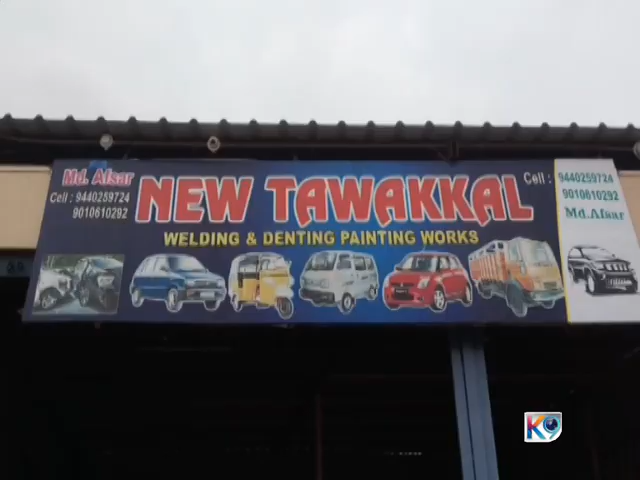 Md. Afsar
Cell : 9440259724
9010610292
NEW TAWAKKAL
WELDING & DENTING PAINTING WORKS
Cell : 9440259724
9010610292
Md.Afsar
K9